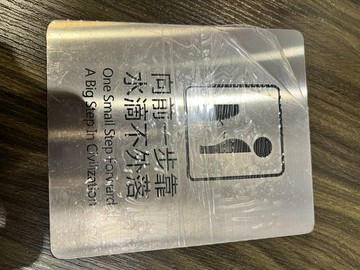 向前一步靠
水滴不外落
One Small Step Forward
A Big Step In Civilization